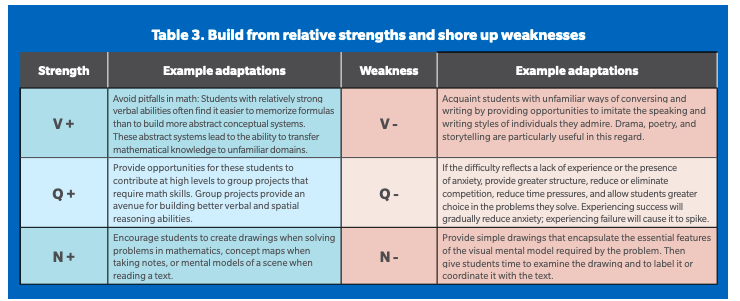 Table 3. Build from relative strengths and shore up weaknesses
Strength
Example adaptations
Weakness
Example adaptations
V +
Avoid pitfalls in math: Students with relatively strong
verbal abilities often find it easier to memorize formulas
than to build more abstract conceptual systems.
These abstract systems lead to the ability to transfer
mathematical knowledge to unfamiliar domains.
V -
Acquaint students with unfamiliar ways of conversing and
writing by providing opportunities to imitate the speaking and
writing styles of individuals they admire. Drama, poetry, and
storytelling are particularly useful in this regard.
Q +
Provide opportunities for these students to
contribute at high levels to group projects that
require math skills. Group projects provide an
avenue for building better verbal and spatial
reasoning abilities.
Q -
If the difficulty reflects a lack of experience or the presence
of anxiety, provide greater structure, reduce or eliminate
competition, reduce time pressures, and allow students greater
choice in the problems they solve. Experiencing success will
gradually reduce anxiety; experiencing failure will cause it to spike.
N +
Encourage students to create drawings when solving
problems in mathematics, concept maps when
taking notes, or mental models of a scene when
reading a text.
N -
Provide simple drawings that encapsulate the essential features
of the visual mental model required by the problem. Then
give students time to examine the drawing and to label it or
coordinate it with the text.